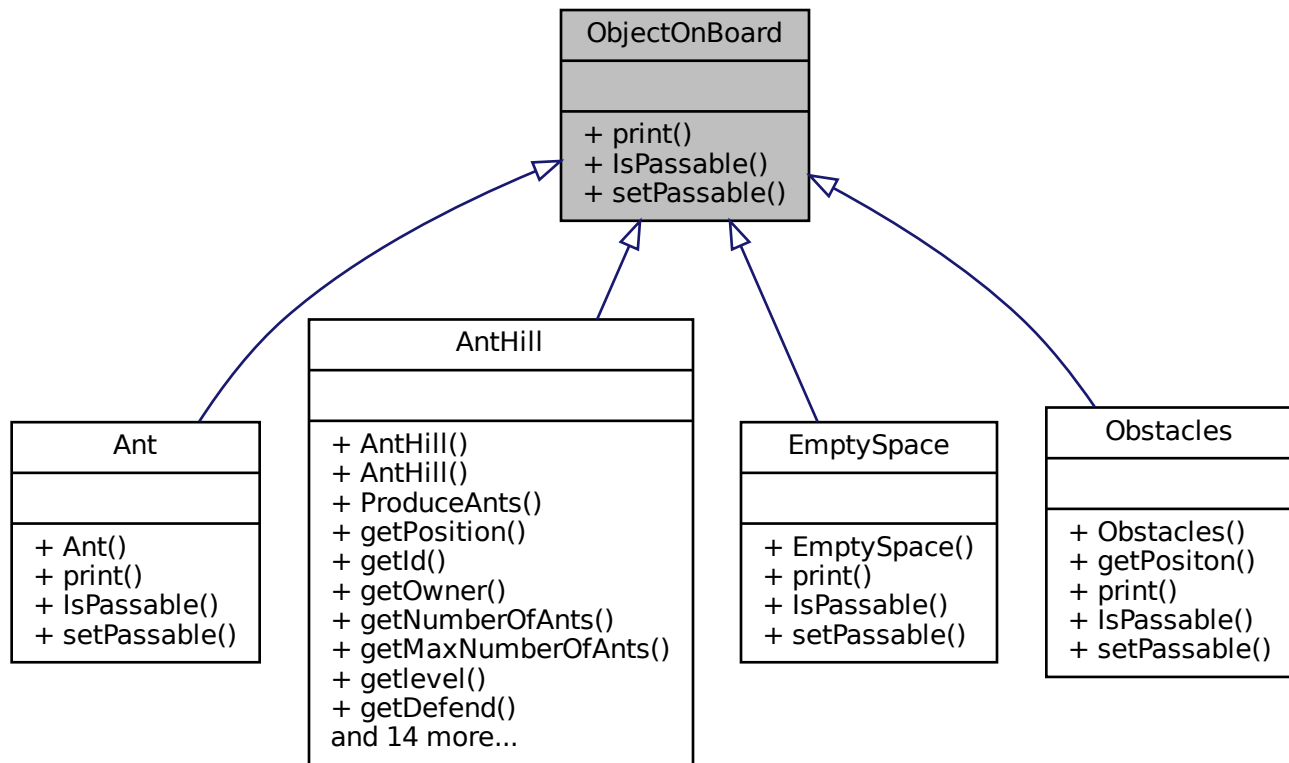 ObjectOnBoard
+ print()
+ IsPassable()
+ setPassable()
Ant
+ Ant()
+ print()
+ IsPassable()
+ setPassable()
AntHill
+ AntHill()
+ AntHill()
+ ProduceAnts()
+ getPosition()
+ getId()
+ getOwner()
+ getNumberOfAnts()
+ getMaxNumberOfAnts()
+ getlevel()
+ getDefend()
and 14 more...
EmptySpace
+ EmptySpace()
+ print()
+ IsPassable()
+ setPassable()
Obstacles
+ Obstacles()
+ getPositon()
+ print()
+ IsPassable()
+ setPassable()